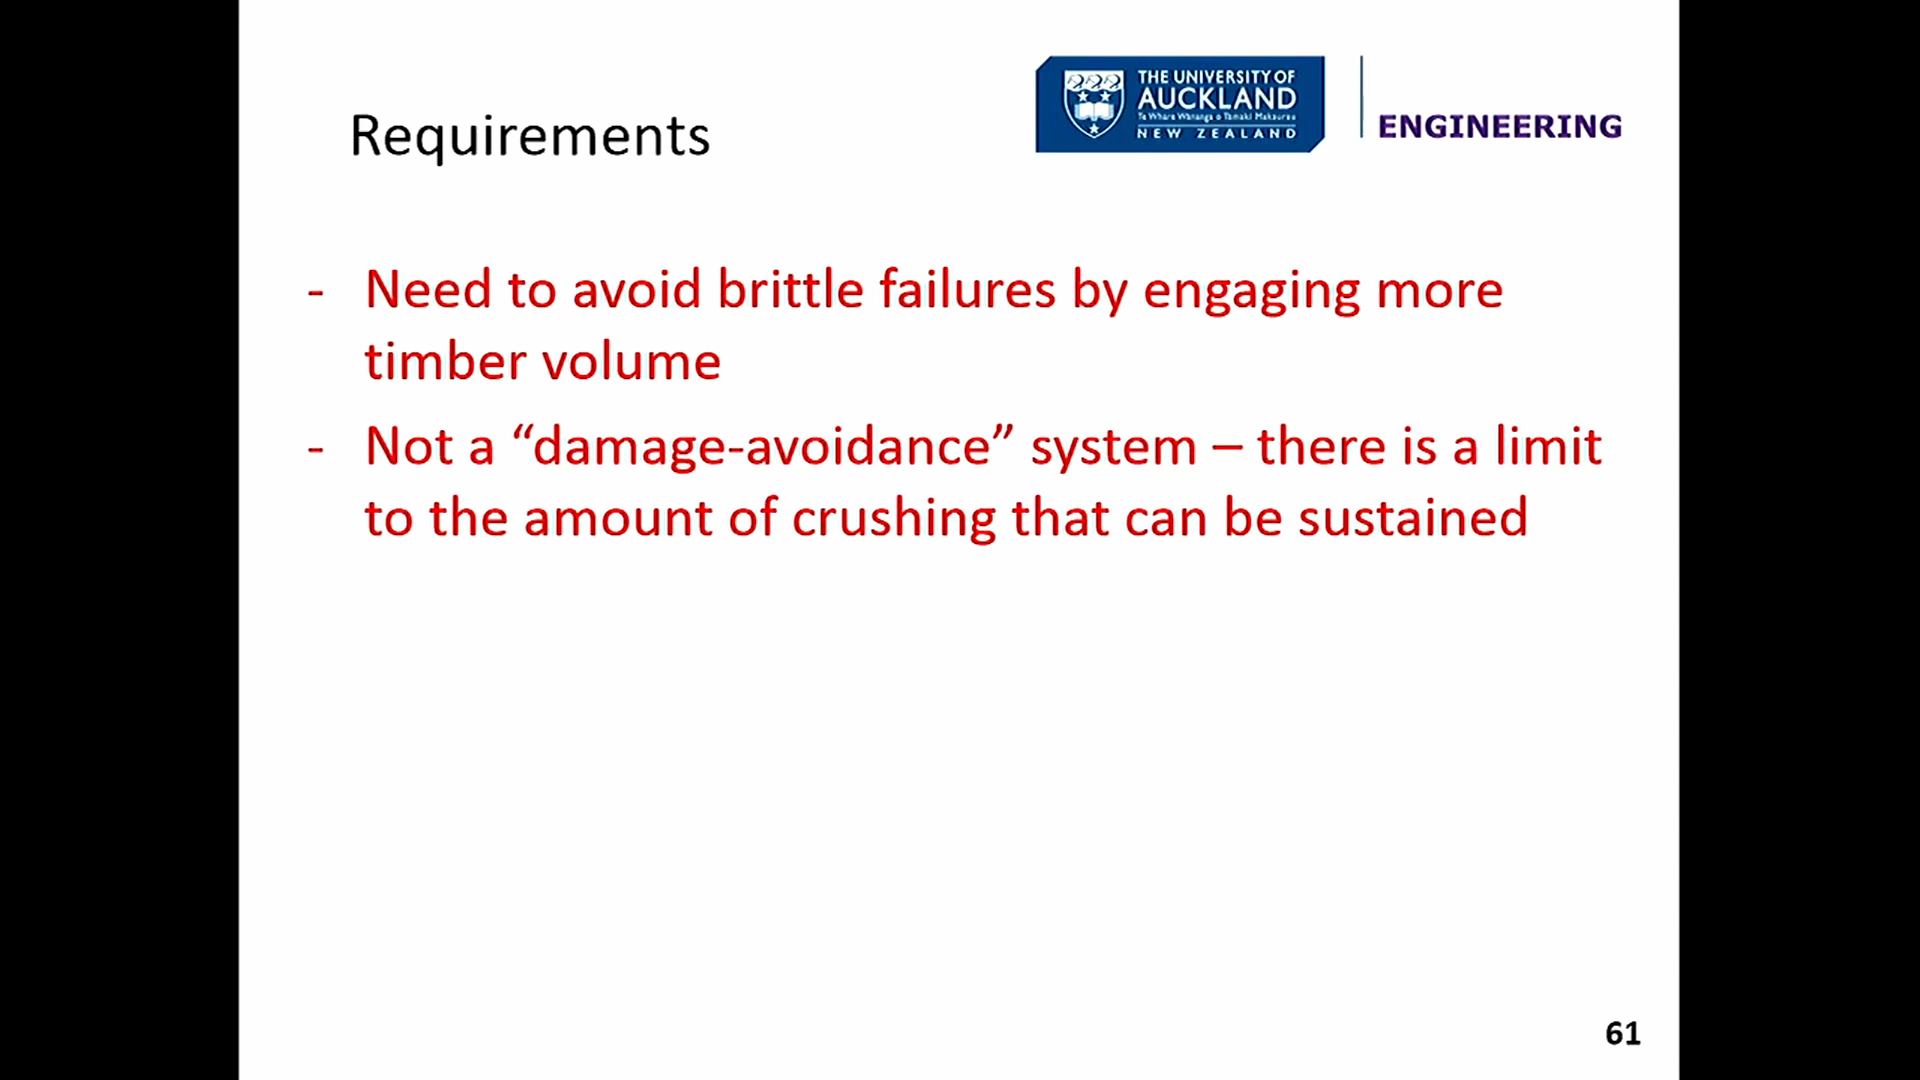 Requirements
THE UNIVERSITY OF
AUCKLAND
Te Whare Wānanga o Tāmaki Makaurau
NEW ZEALAND
ENGINEERING
- Need to avoid brittle failures by engaging more
timber volume
- Not a “damage-avoidance” system – there is a limit
to the amount of crushing that can be sustained
61